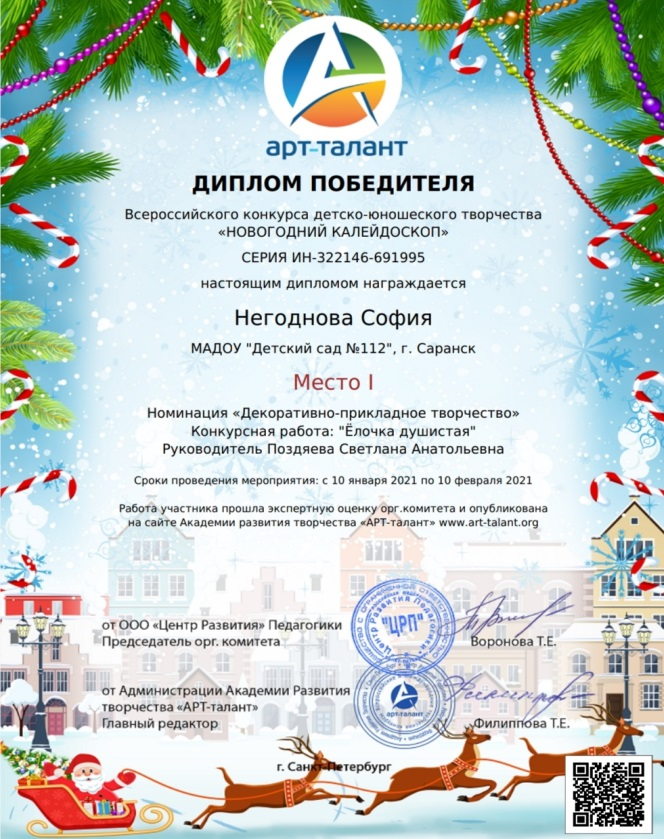 арт-талант
ДИПЛОМ ПОБЕДИТЕЛЯ
Всероссийского конкурса детско-юношеского творчества
«НОВОГОДНИЙ КАЛЕЙДОСКОП»
СЕРИЯ ИН-322146-691995
настоящим дипломом награждается
Негоднова София
МАДОУ "Детский сад №112", г. Саранск
Место I
Номинация «Декоративно-прикладное творчество»
Конкурсная работа: "Ёлочка душистая"
Руководитель Поздяева Светлана Анатольевна
Сроки проведения мероприятия: с 10 января 2021 по 10 февраля 2021
Работа участника прошла экспертную оценку орг.комитета и опубликована
на сайте Академии развития творчества «АРТ-талант» www.art-talant.org
от ООО «Центр Развития» Педагогики
Председатель орг. комитета
"ЦРП"
Воронова Т.Е.
от Администрации Академии Развития
творчества «АРТ-талант»
Главный редактор
арт-талант
Филиппова Т.Е.
г. Санкт-Петербург